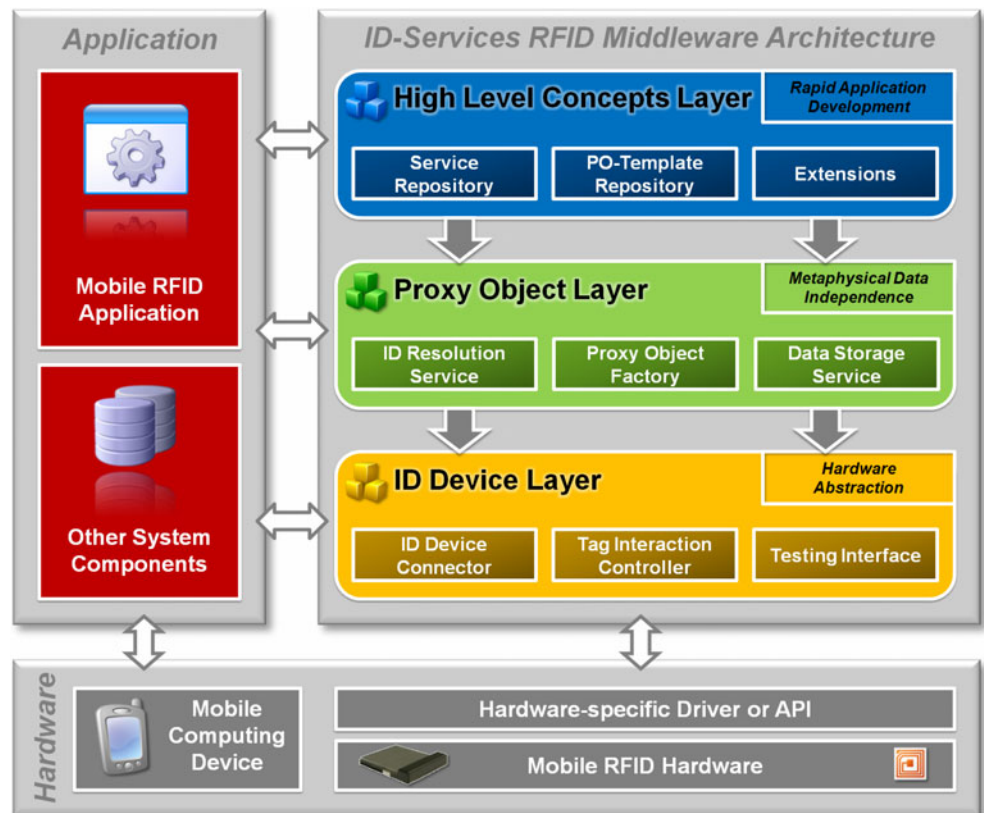 Application
Mobile RFID
Application
Other System
Components
ID-Services RFID Middleware Architecture
High Level Concepts Layer
Rapid Application
Development
Service
Repository
PO-Template
Repository
Extensions
Proxy Object Layer
Metaphysical Data
Independence
ID Resolution
Service
Proxy Object
Factory
Data Storage
Service
ID Device Layer
Hardware
Abstraction
ID Device
Connector
Tag Interaction
Controller
Testing Interface
Hardware
Mobile
Computing
Device
Hardware-specific Driver or API
Mobile RFID Hardware